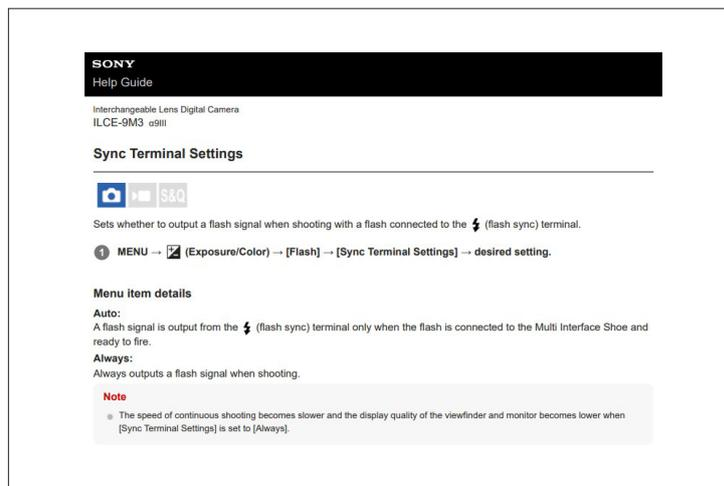 SONY
Help Guide
Interchangeable Lens Digital Camera
ILCE-9M3 α9III
Sync Terminal Settings
S&Q
Sets whether to output a flash signal when shooting with a flash connected to the (flash sync) terminal.
1 MENU → (Exposure/Color) → [Flash] → [Sync Terminal Settings] → desired setting.
Menu item details
Auto:
A flash signal is output from the (flash sync) terminal only when the flash is connected to the Multi Interface Shoe and
ready to fire.
Always:
Always outputs a flash signal when shooting.
Note
The speed of continuous shooting becomes slower and the display quality of the viewfinder and monitor becomes lower when
[Sync Terminal Settings] is set to [Always].